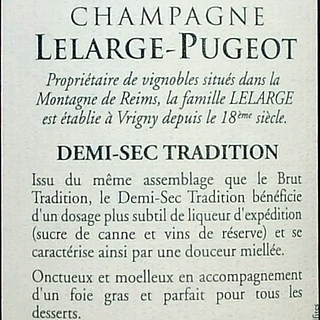 CHAMPAGNE
LELARGE-PUGEOT
Propriétaire de vignobles situés dans la
Montagne de Reims, la famille LELARGE
est établie à Vrigny depuis le 18ème siècle.
DEMI-SEC TRADITION
Issu du même assemblage que le Brut
Tradition, le Demi-Sec Tradition bénéficie
d'un dosage plus subtil de liqueur d'expédition
(sucre de canne et vins de réserve) et se
caractérise ainsi par une douceur miellée.
Onctueux et moelleux en accompagnement
d'un foie gras et parfait pour tous les
desserts.